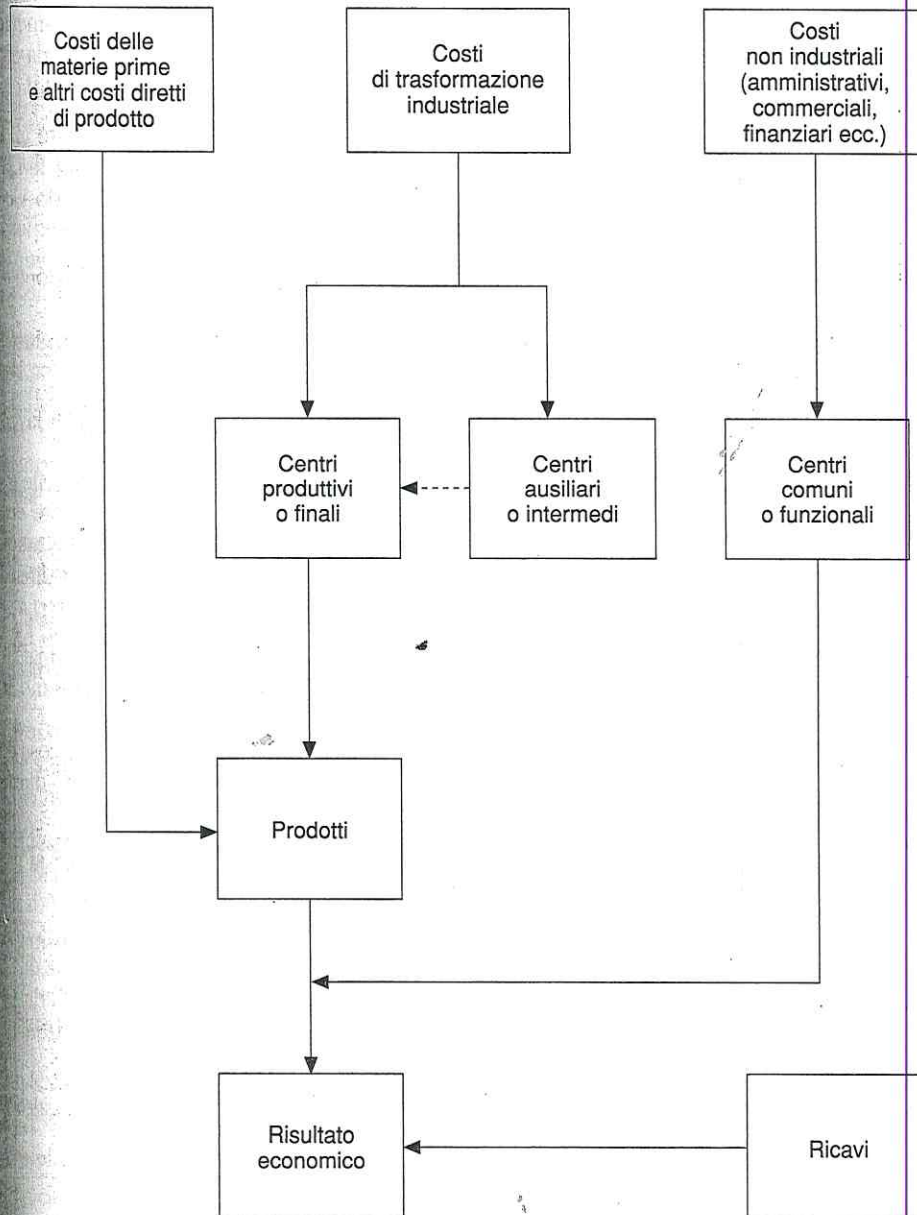 Costi delle
materie prime
e altri costi diretti
di prodotto
Costi
di trasformazione
industriale
Costi
non industriali
(amministrativi,
commerciali,
finanziari ecc.)
Centri
produttivi
o finali
Centri
ausiliari
o intermedi
Centri
comuni
o funzionali
Prodotti
Risultato
economico
Ricavi